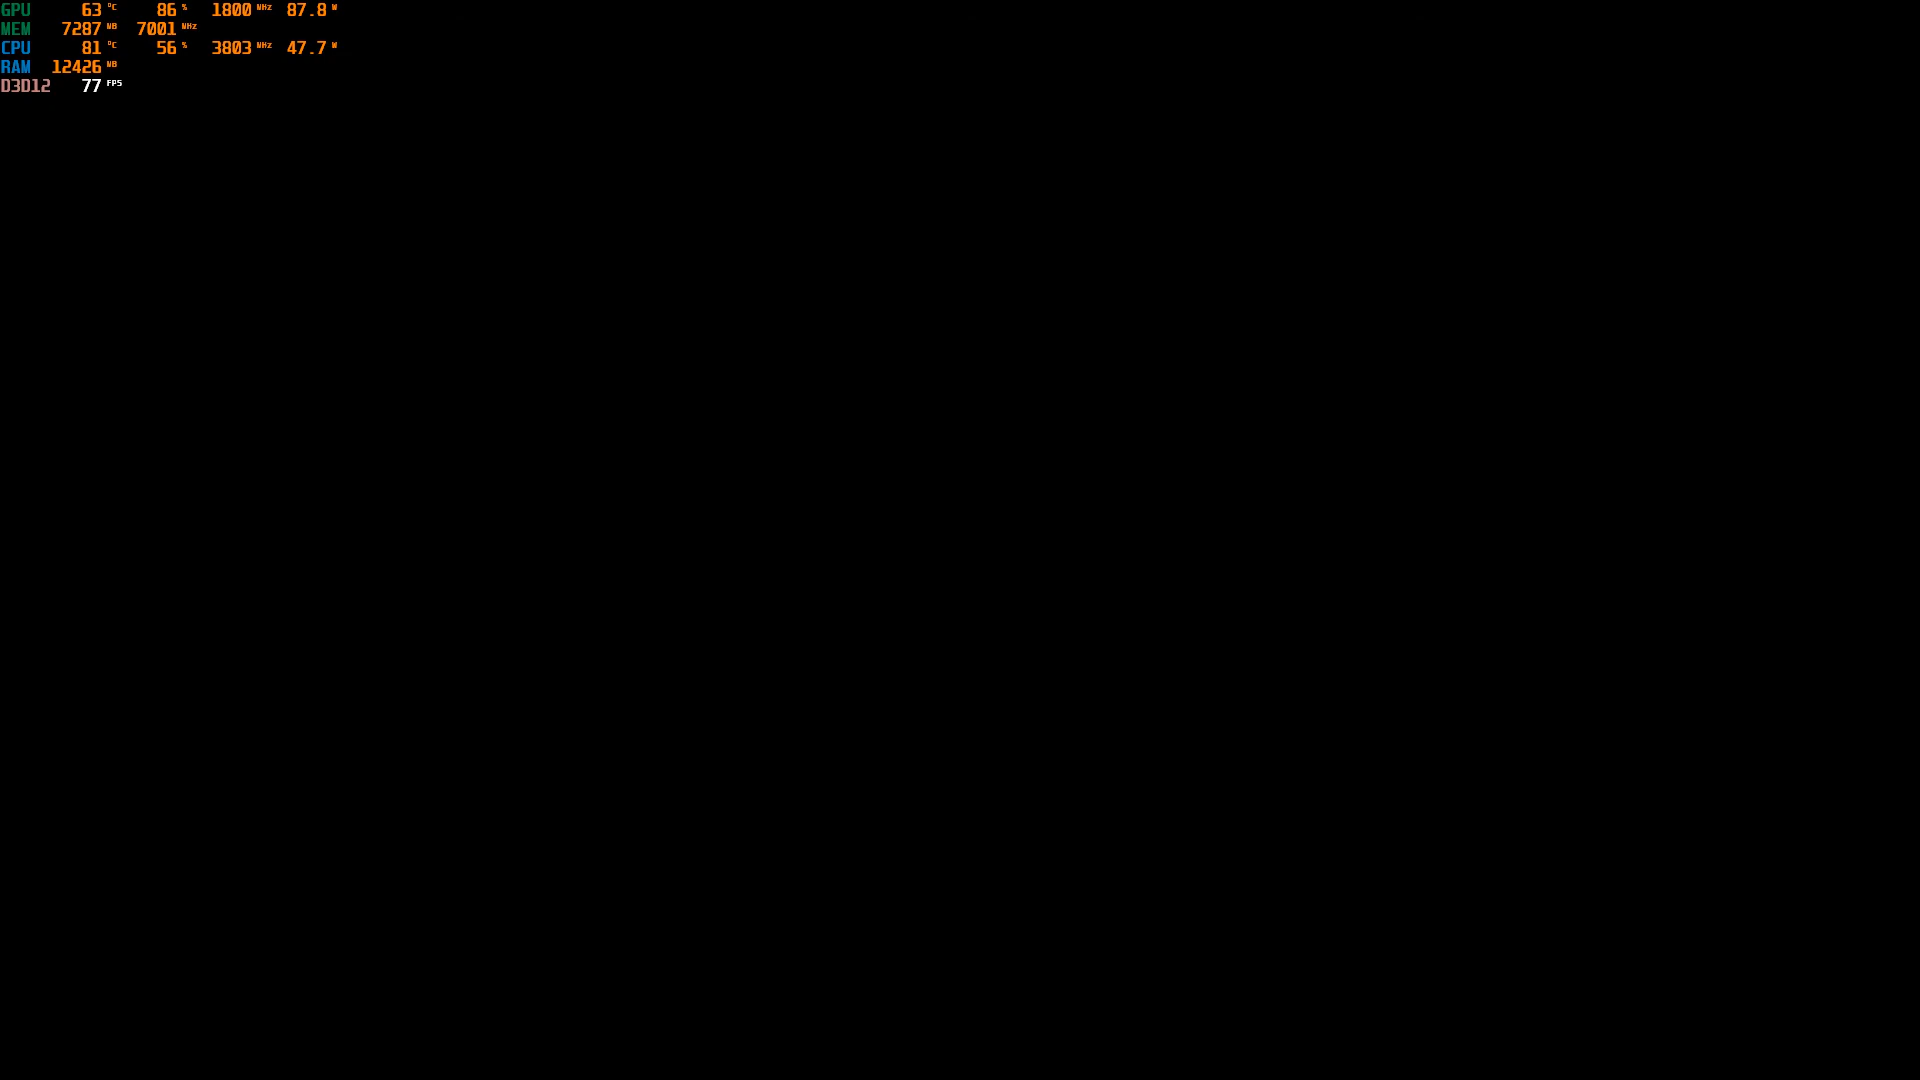 GPU 63 °C 86 % 1800 MHz 87.8 W
MEM 7287 MB 7001 MHz
CPU 81 °C 56 % 3803 MHz 47.7 W
RAM 12426 MB
D3D12 77 FPS